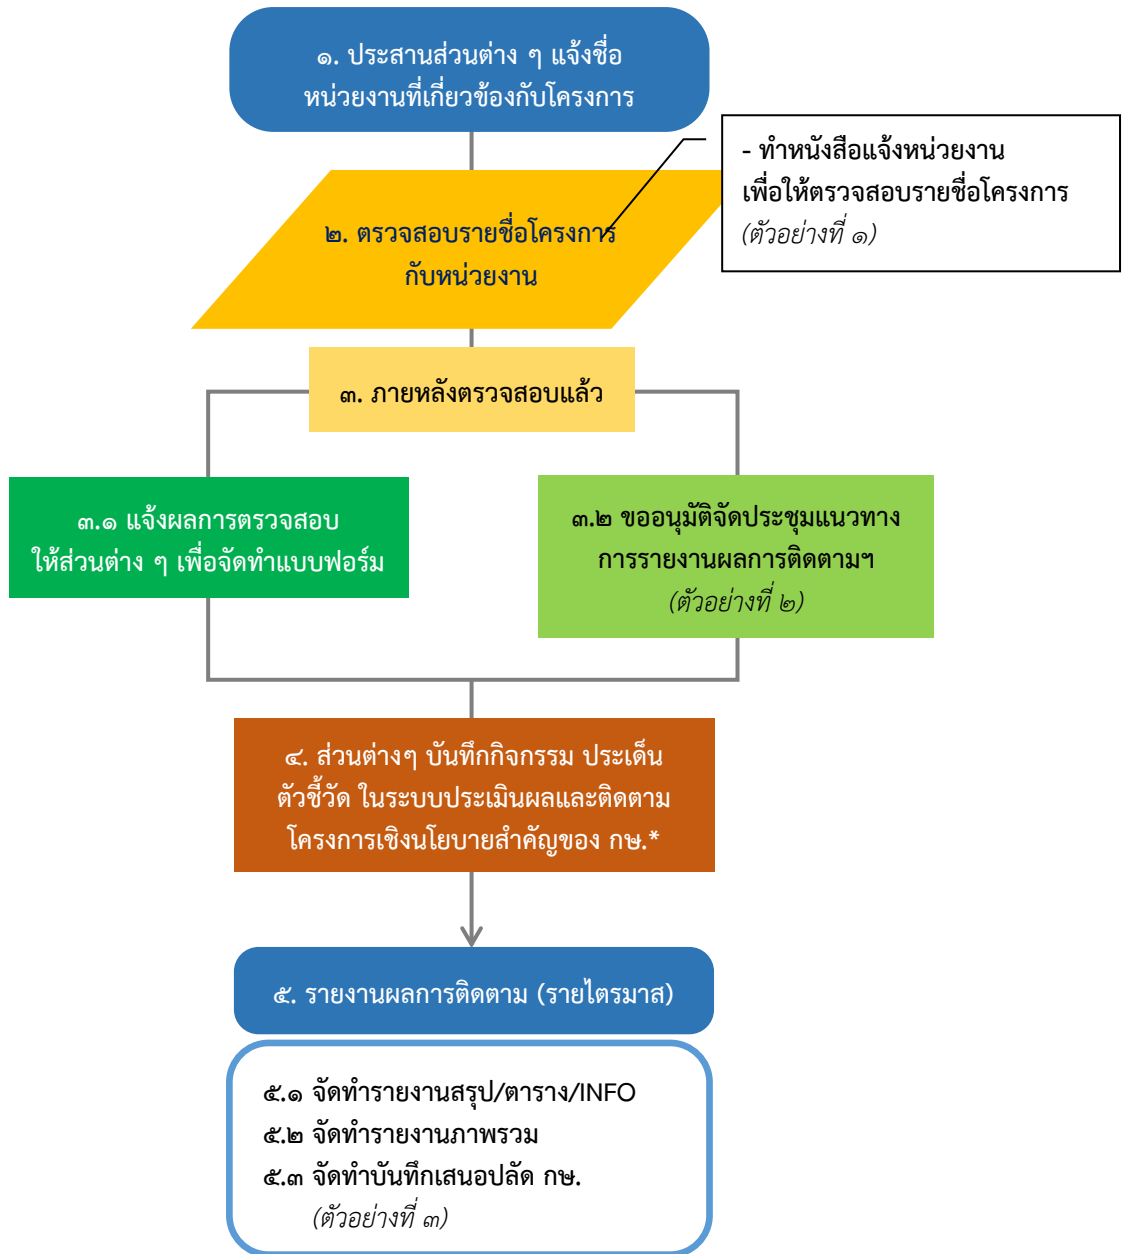 ๑. ประสานส่วนต่าง ๆ แจ้งชื่อ
หน่วยงานที่เกี่ยวข้องกับโครงการ
- ทำหนังสือแจ้งหน่วยงาน
เพื่อให้ตรวจสอบรายชื่อโครงการ
(ตัวอย่างที่ ๑)
๒. ตรวจสอบรายชื่อโครงการ
กับหน่วยงาน
๓. ภายหลังตรวจสอบแล้ว
๓.๑ แจ้งผลการตรวจสอบ
ให้ส่วนต่าง ๆ เพื่อจัดทำแบบฟอร์ม
๓.๒ ขออนุมัติจัดประชุมแนวทาง
การรายงานผลการติดตามฯ
(ตัวอย่างที่ ๒)
๔. ส่วนต่างๆ บันทึกกิจกรรม ประเด็น
ตัวชี้วัด ในระบบประเมินผลและติดตาม
โครงการเชิงนโยบายสำคัญของ กษ.*
๕. รายงานผลการติดตาม (รายไตรมาส)
๕.๑ จัดทำรายงานสรุป/ตาราง/INFO
๕.๒ จัดทำรายงานภาพรวม
๕.๓ จัดทำบันทึกเสนอปลัด กษ.
(ตัวอย่างที่ ๓)